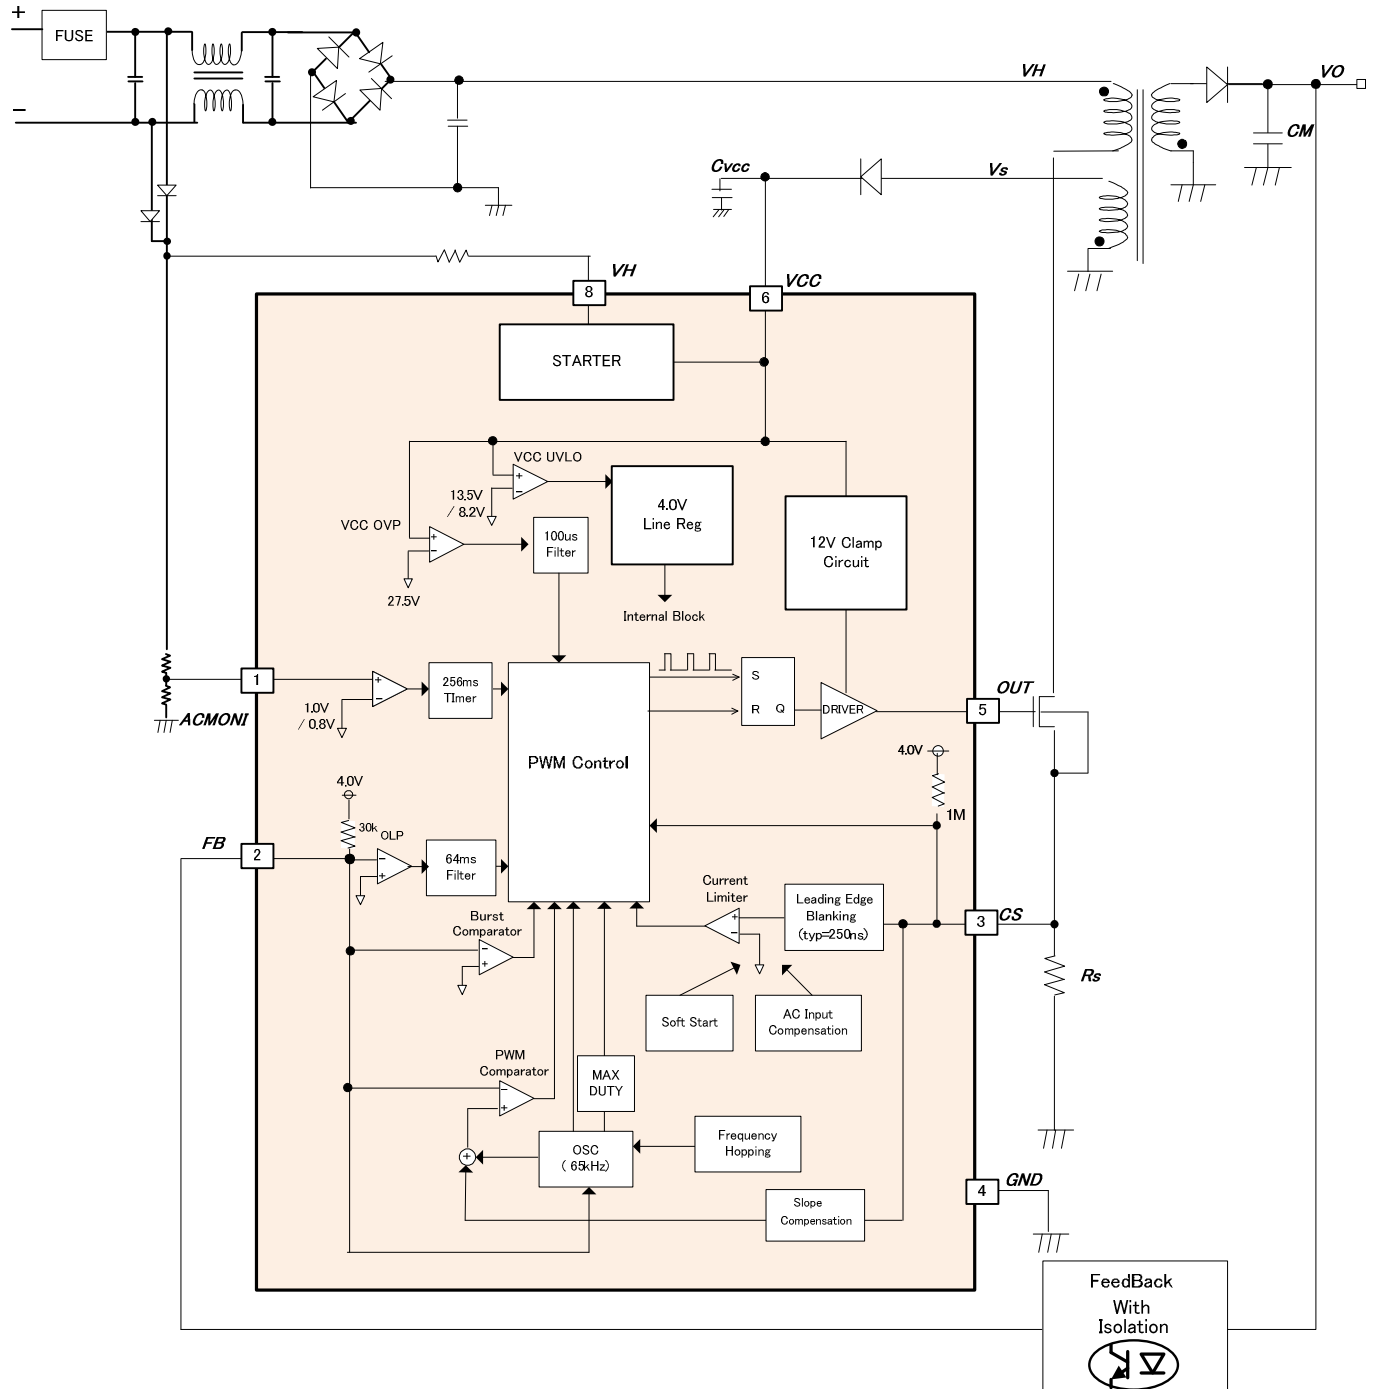 +
FUSE
−
VH
VO
CM
Cvcc
Vs
VH
VCC
8
6
STARTER
VCC UVLO
13.5V
/ 8.2V
4.0V
Line Reg
VCC OVP
100us
Filter
12V Clamp
Circuit
27.5V
Internal Block
1
ACMONI
1.0V
/ 0.8V
256ms
TImer
S
R Q
DRIVER
OUT
5
PWM Control
4.0V
1M
4.0V
30k
OLP
FB
2
64ms
Filter
Current
Limiter
Leading Edge
Blanking
(typ=250ns)
3
CS
Burst
Comparator
Rs
Soft Start
AC Input
Compensation
PWM
Comparator
MAX
DUTY
OSC
( 65kHz)
Frequency
Hopping
Slope
Compensation
4
GND
FeedBack
With
Isolation